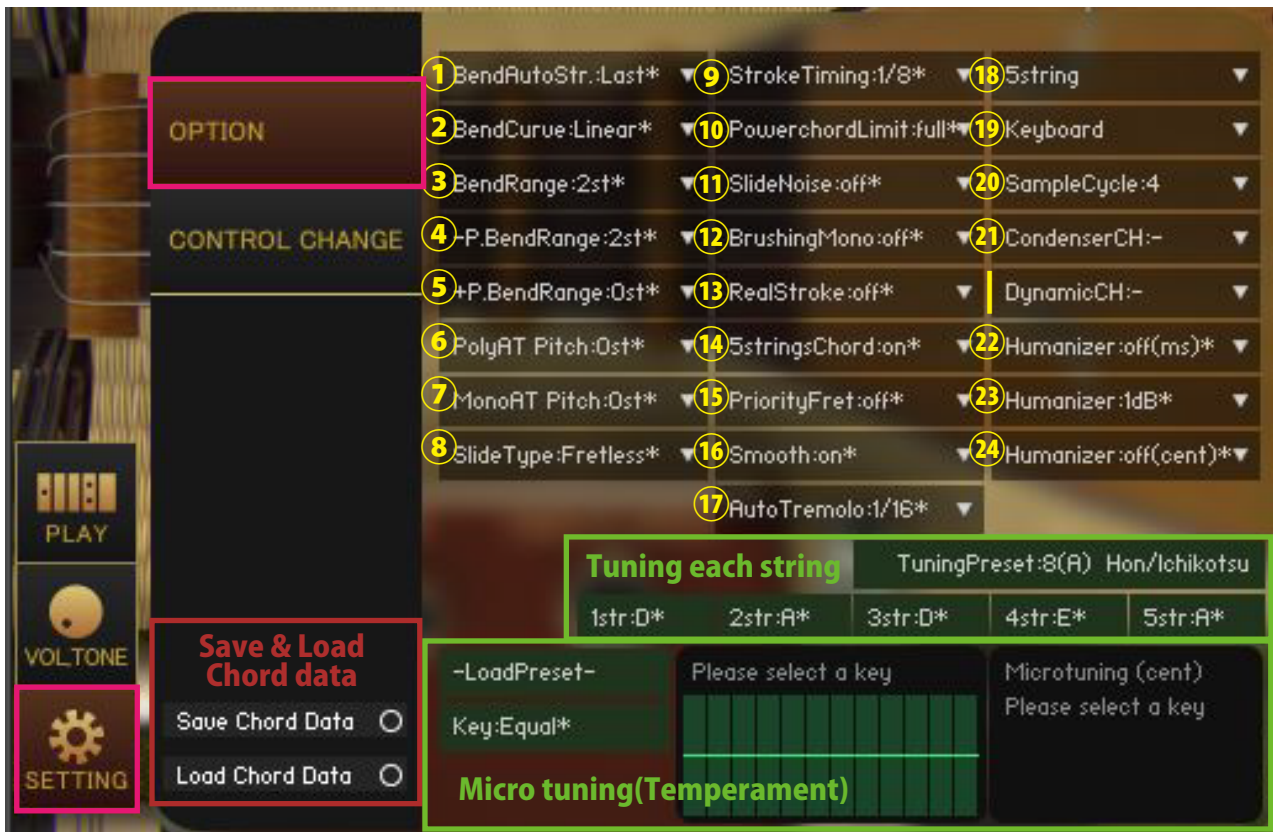 OPTION
CONTROL CHANGE
① BendAutoStr.:Last* ▼
② BendCurve:Linear* ▼
③ BendRange:2st* ▼
④ -P.BendRange:2st* ▼
⑤ +P.BendRange:0st* ▼
⑥ PolyAT Pitch:0st* ▼
⑦ MonoAT Pitch:0st* ▼
⑧ SlideType:Fretless* ▼
⑨ StrokeTiming:1/8* ▼
⑩ PowerchordLimit:full* ▼
⑪ SlideNoise:off* ▼
⑫ BrushingMono:off* ▼
⑬ RealStroke:off* ▼
⑭ 5stringsChord:on* ▼
⑮ PriorityFret:off* ▼
⑯ Smooth:on* ▼
⑰ AutoTremolo:1/16* ▼
⑱ 5string ▼
⑲ Keyboard ▼
⑳ SampleCycle:4 ▼
㉑ CondenserCH:- ▼
DynamicCH:- ▼
㉒ Humanizer:off(ms)* ▼
㉓ Humanizer:1dB* ▼
㉔ Humanizer:off(cent)* ▼
PLAY
VOL.TONE
SETTING
Save & Load
Chord data
Save Chord Data
Load Chord Data
Tuning each string
TuningPreset:8(A) Hon/Ichikotsu
1str:D* 2str:A* 3str:D* 4str:E* 5str:A*
-LoadPreset-
Key:Equal*
Please select a key
Microtuning (cent)
Please select a key
Micro tuning(Temperament)